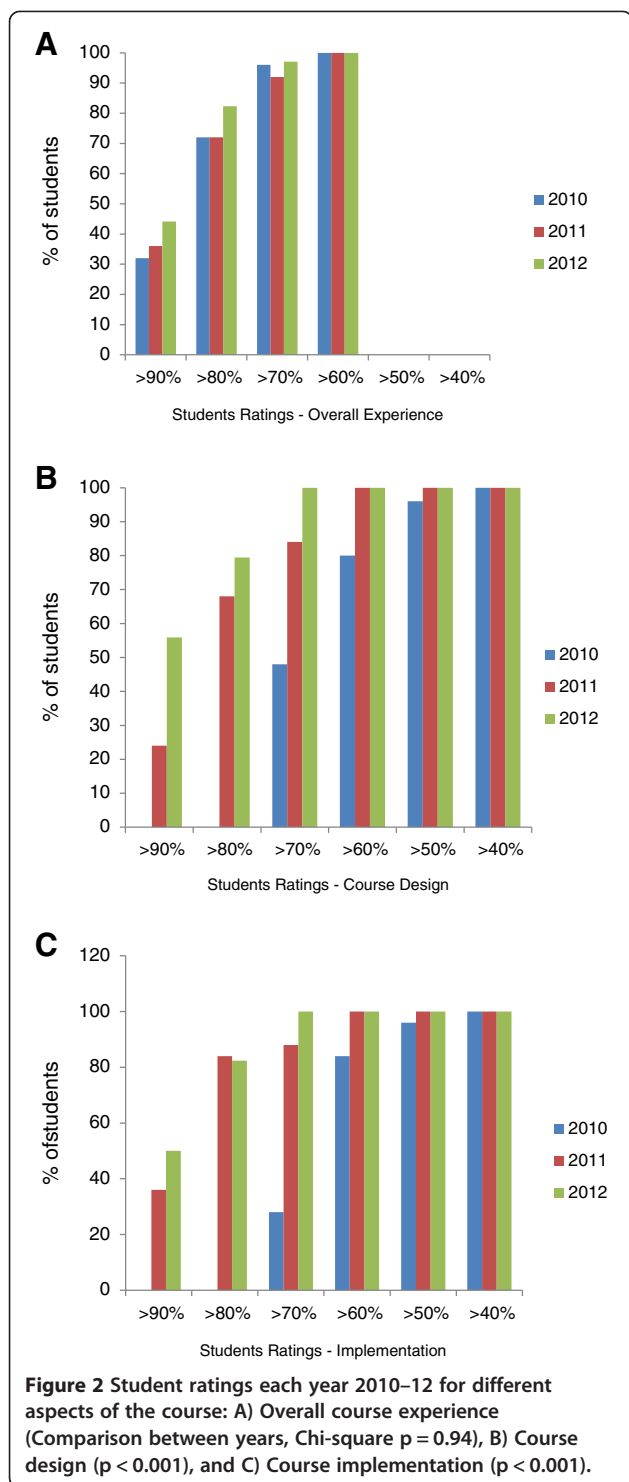 A
100
90
80
70
60
50
40
30
20
10
0
% of students
>90% >80% >70% >60% >50% >40%
Students Ratings - Overall Experience
2010
2011
2012
B
100
90
80
70
60
50
40
30
20
10
0
% of students
>90% >80% >70% >60% >50% >40%
Students Ratings - Course Design
2010
2011
2012
C
120
100
80
60
40
20
0
% ofstudents
>90% >80% >70% >60% >50% >40%
Students Ratings - Implementation
2010
2011
2012
Figure 2 Student ratings each year 2010–12 for different
aspects of the course: A) Overall course experience
(Comparison between years, Chi-square p = 0.94), B) Course
design (p < 0.001), and C) Course implementation (p < 0.001).